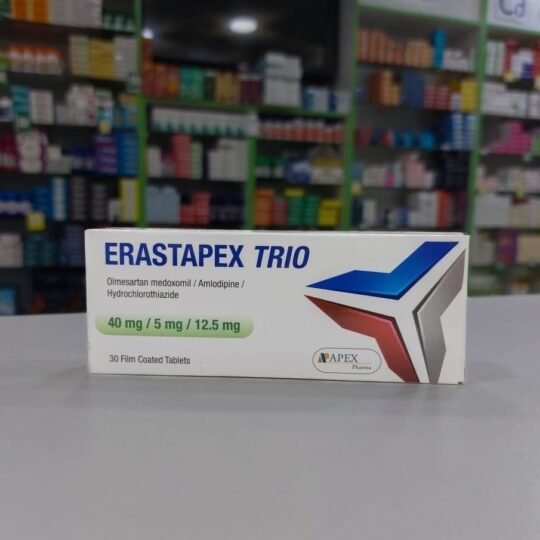 ERASTAPEX TRIO
Olmesartan medoxomil / Amlodipine /
Hydrochlorothiazide
40 mg / 5 mg / 12.5 mg
30 Film Coated Tablets
APEX
Pharma
Ca